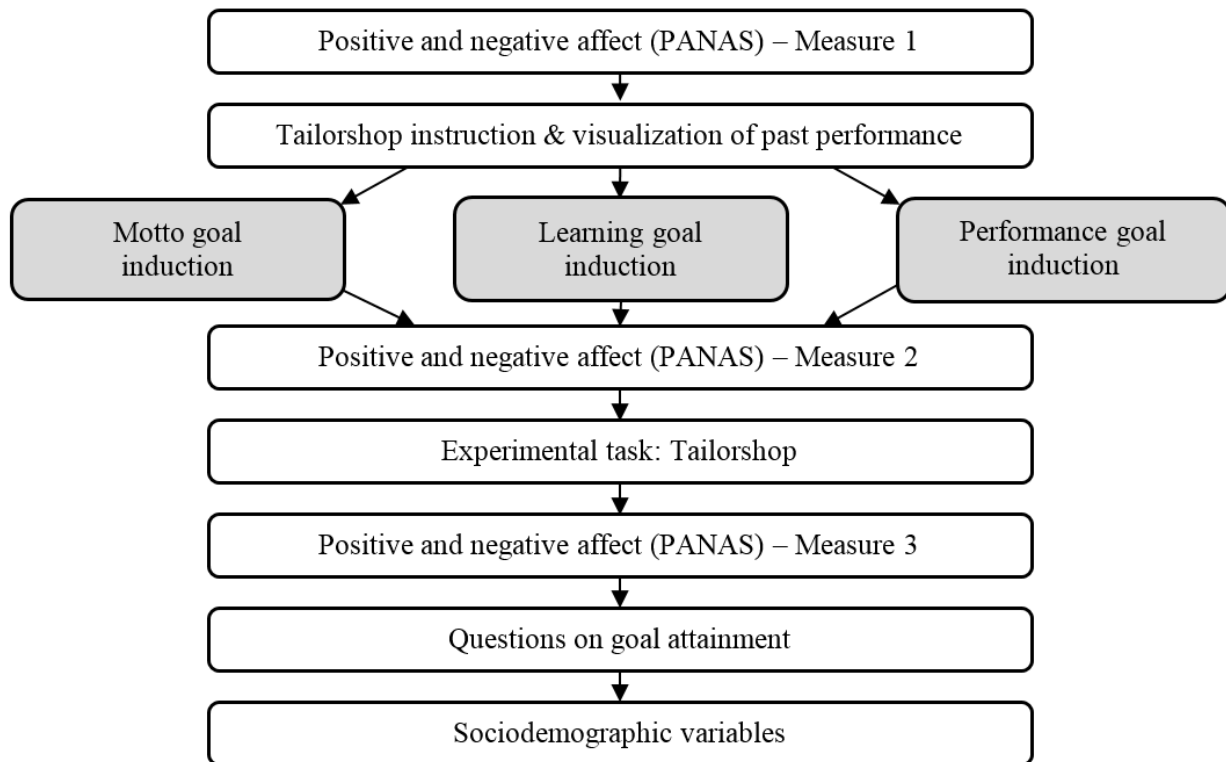 Positive and negative affect (PANAS) – Measure 1
Tailorshop instruction & visualization of past performance
Motto goal
induction
Learning goal
induction
Performance goal
induction
Positive and negative affect (PANAS) – Measure 2
Experimental task: Tailorshop
Positive and negative affect (PANAS) – Measure 3
Questions on goal attainment
Sociodemographic variables